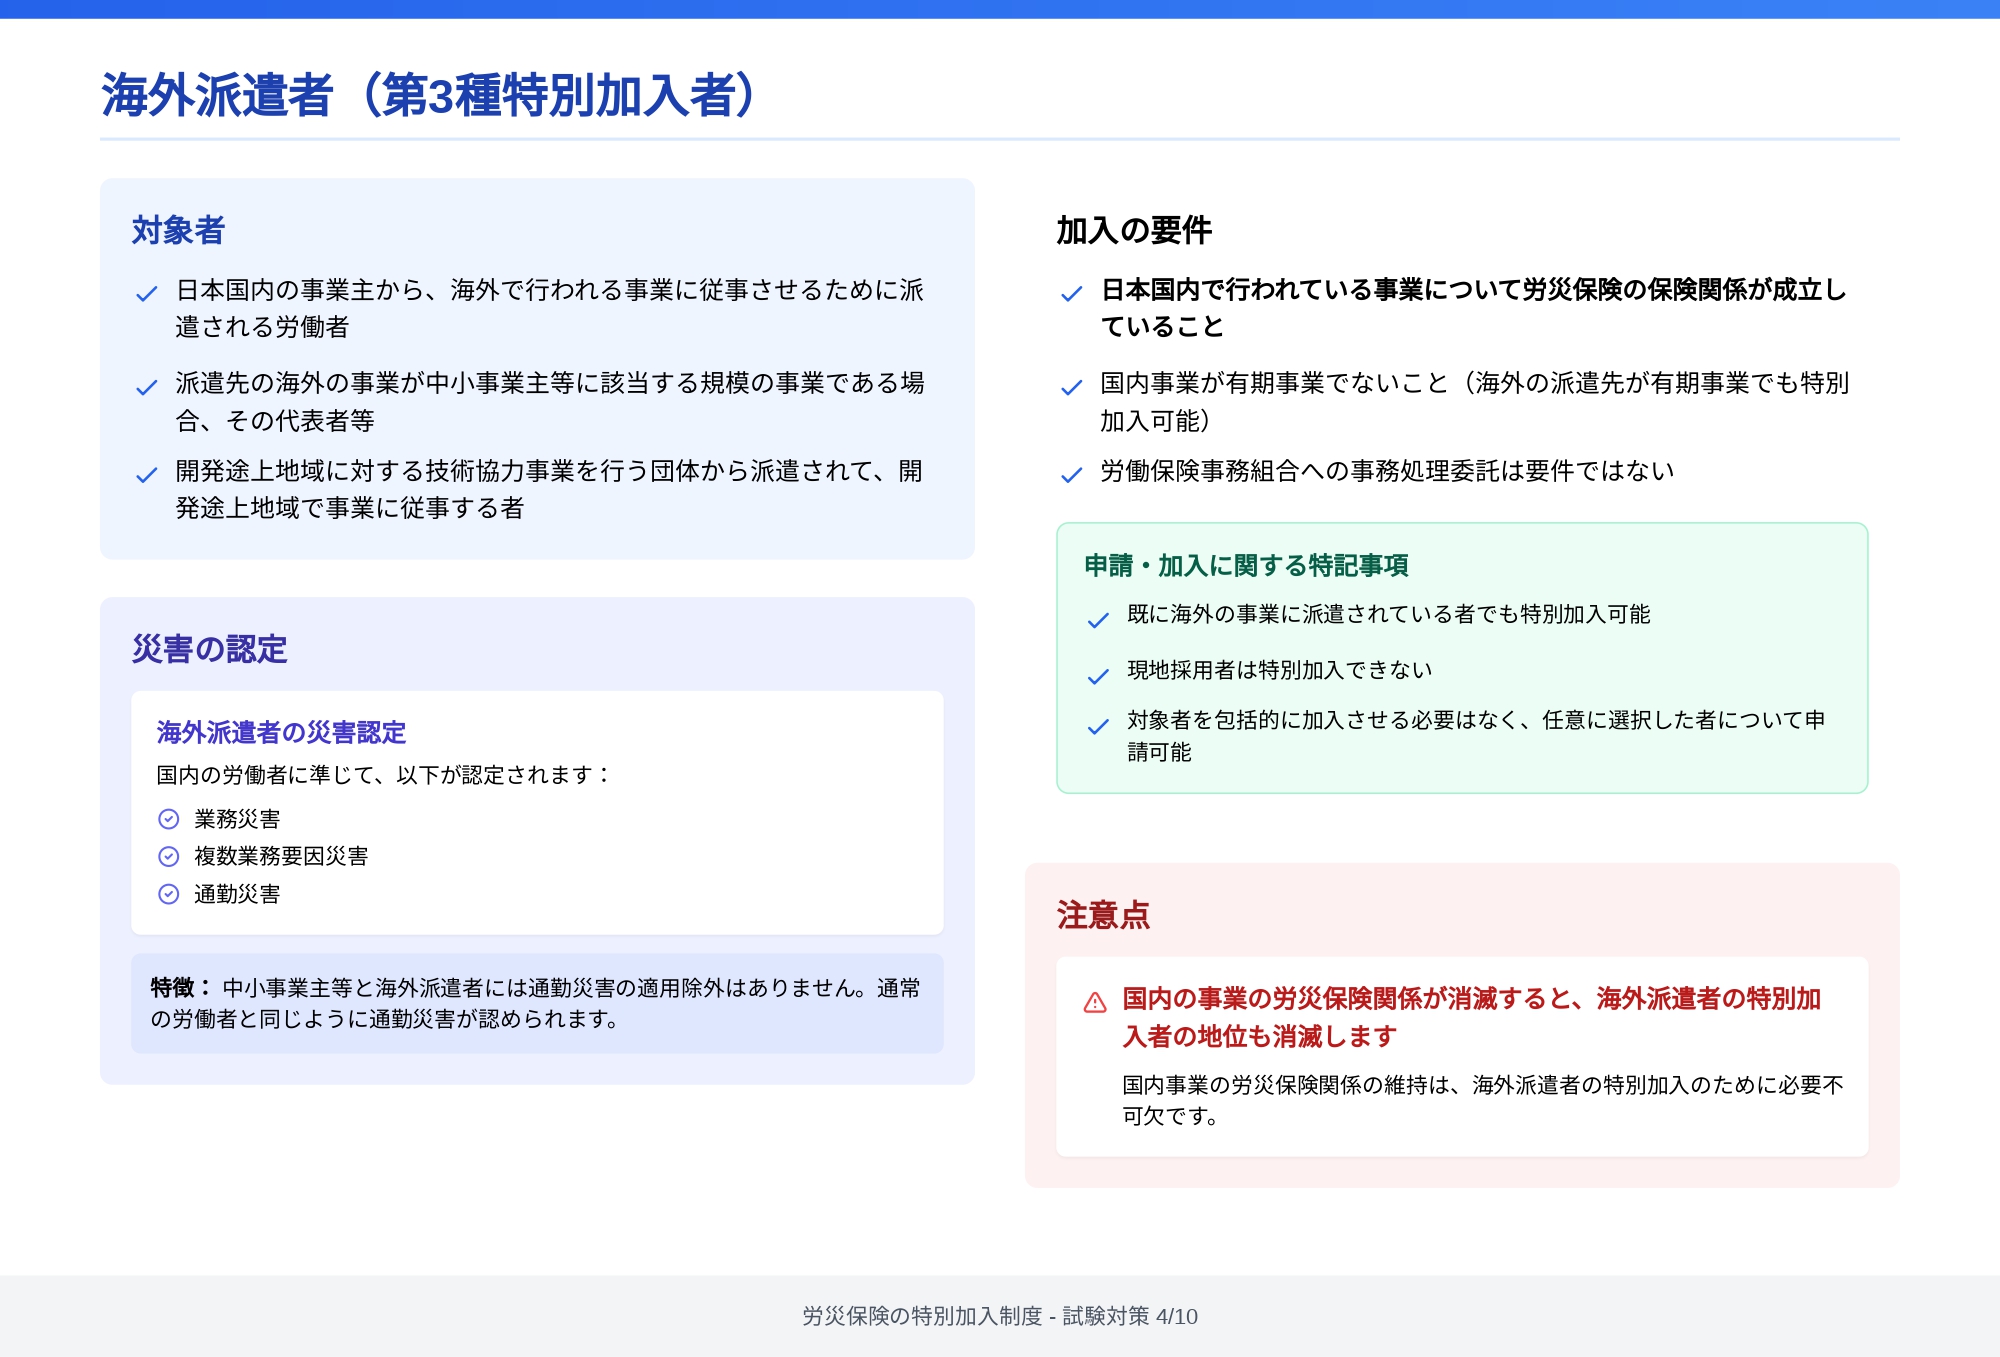 海外派遣者（第3種特別加入者）
対象者
日本国内の事業主から、海外で行われる事業に従事させるために派
遣される労働者
派遣先の海外の事業が中小事業主等に該当する規模の事業である場
合、その代表者等
開発途上地域に対する技術協力事業を行う団体から派遣されて、開
発途上地域で事業に従事する者
災害の認定
海外派遣者の災害認定
国内の労働者に準じて、以下が認定されます：
業務災害
複数業務要因災害
通勤災害
特徴： 中小事業主等と海外派遣者には通勤災害の適用除外はありません。通常
の労働者と同じように通勤災害が認められます。
加入の要件
日本国内で行われている事業について労災保険の保険関係が成立し
ていること
国内事業が有期事業でないこと（海外の派遣先が有期事業でも特別
加入可能）
労働保険事務組合への事務処理委託は要件ではない
申請・加入に関する特記事項
既に海外の事業に派遣されている者でも特別加入可能
現地採用者は特別加入できない
対象者を包括的に加入させる必要はなく、任意に選択した者について申
請可能
注意点
国内の事業の労災保険関係が消滅すると、海外派遣者の特別加
入者の地位も消滅します
国内事業の労災保険関係の維持は、海外派遣者の特別加入のために必要不
可欠です。
労災保険の特別加入制度 - 試験対策 4/10